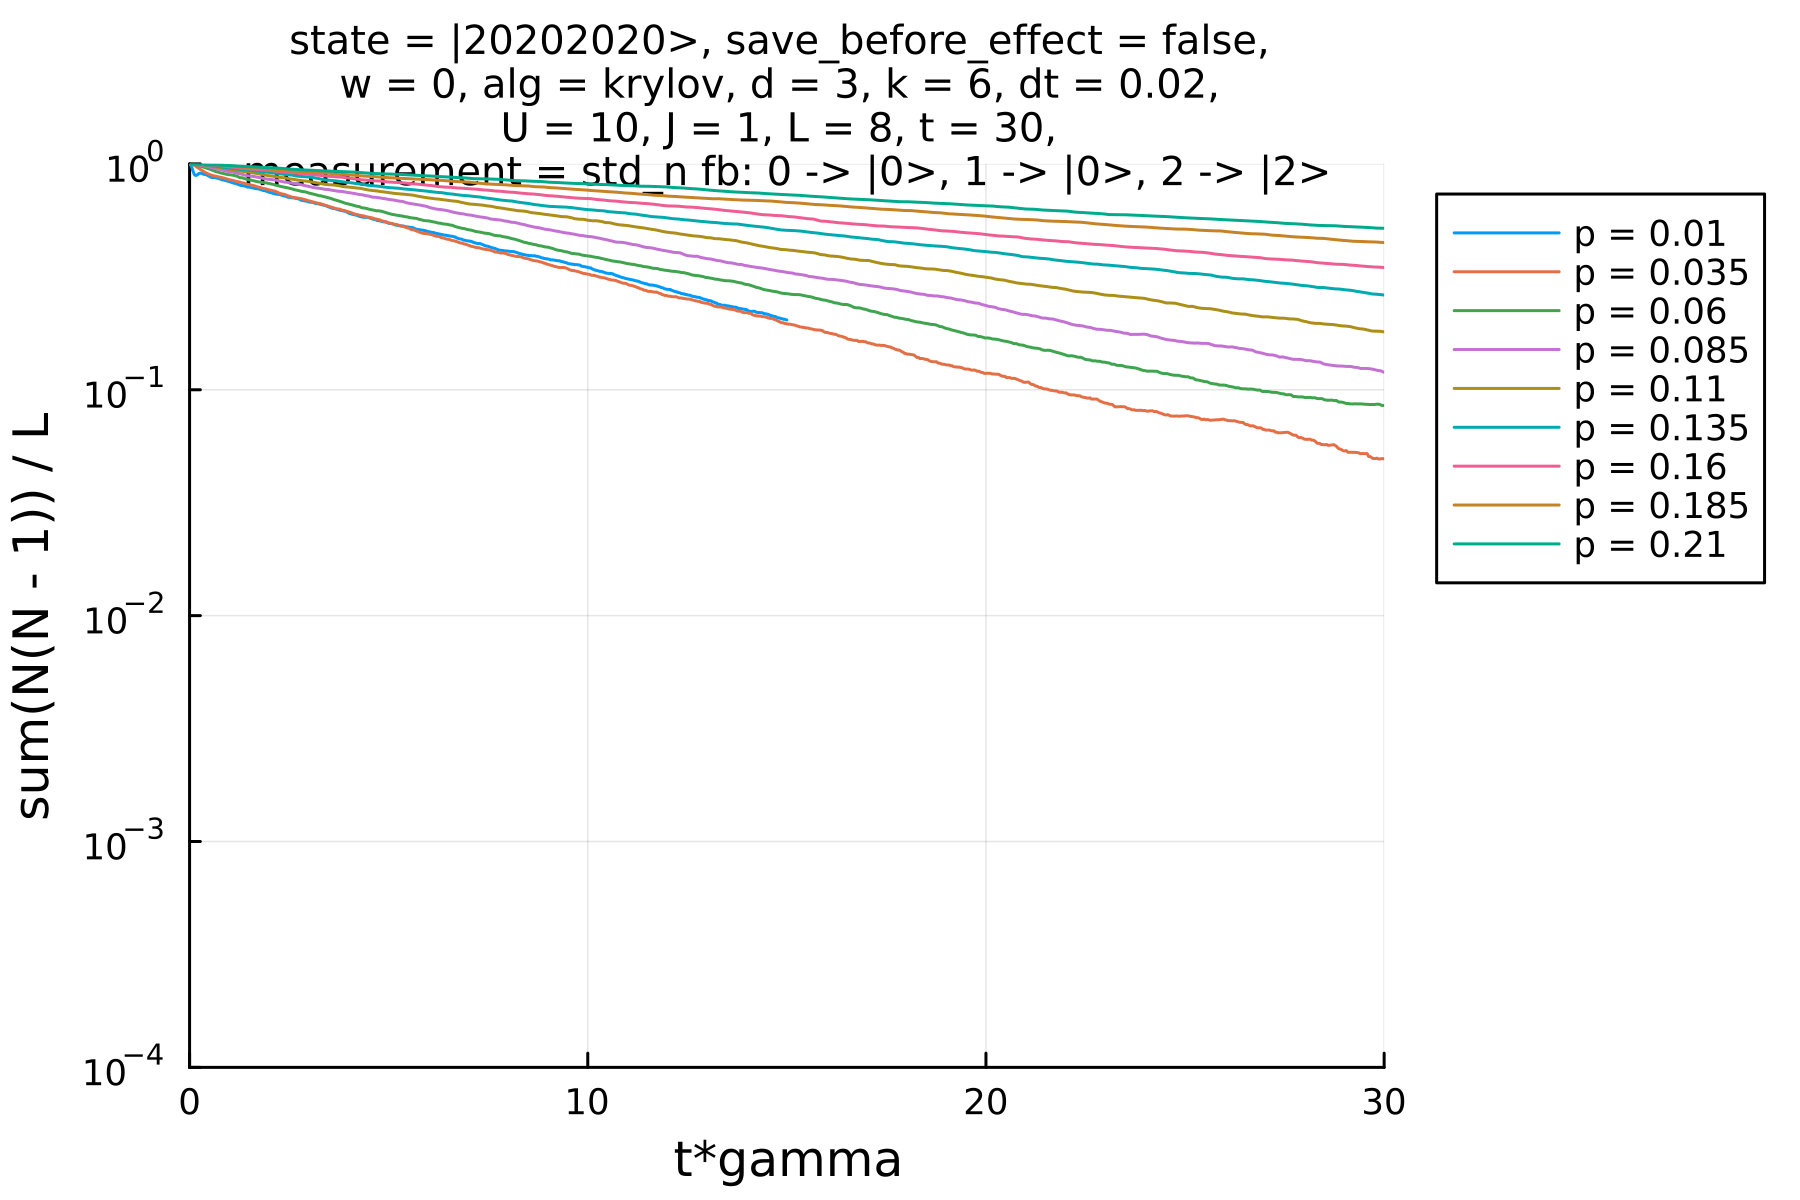 state = |20202020>, save_before_effect = false,
w = 0, alg = krylov, d = 3, k = 6, dt = 0.02,
U = 10, J = 1, L = 8, t = 30,
measurement = std_n fb: 0 -> |0>, 1 -> |0>, 2 -> |2>
10⁰
10⁻¹
10⁻²
10⁻³
10⁻⁴
sum(N(N - 1)) / L
0 10 20 30
t*gamma
p = 0.01
p = 0.035
p = 0.06
p = 0.085
p = 0.11
p = 0.135
p = 0.16
p = 0.185
p = 0.21